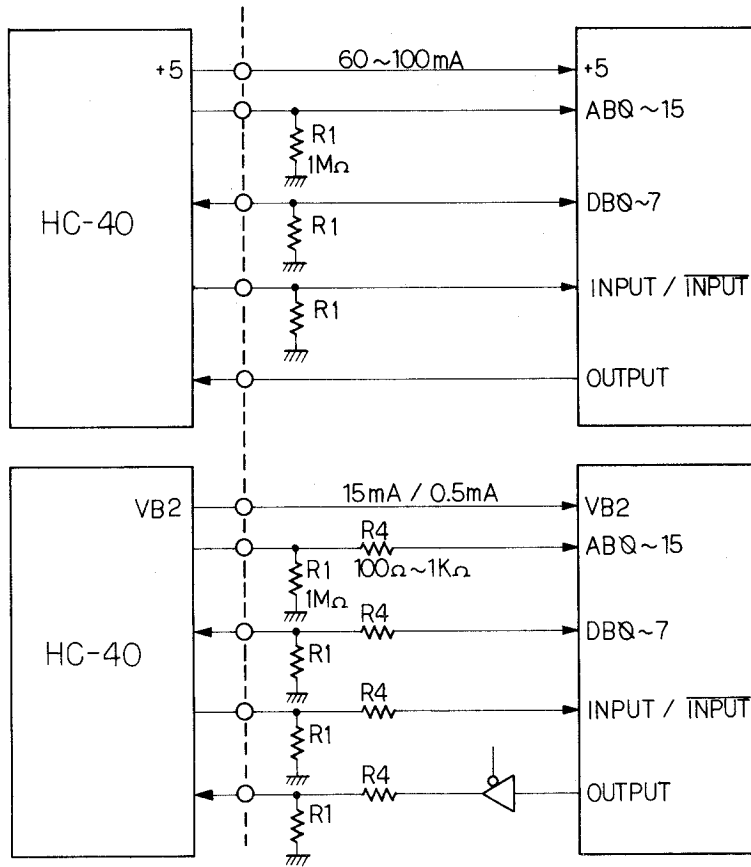 +5 60~100mA +5
AB0~15
R1
1MΩ
HC-40
DB0~7
R1
INPUT / INPUT
R1
OUTPUT
VB2 15mA / 0.5mA VB2
R4 AB0~15
R1 100Ω~1KΩ
1MΩ
R4
HC-40
DB0~7
R1
R4
INPUT / INPUT
R1
R4
OUTPUT
R1